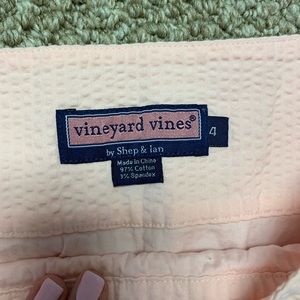 vineyard vines®
4
by Shep & Ian
Made in China
97% Cotton
3% Spandex